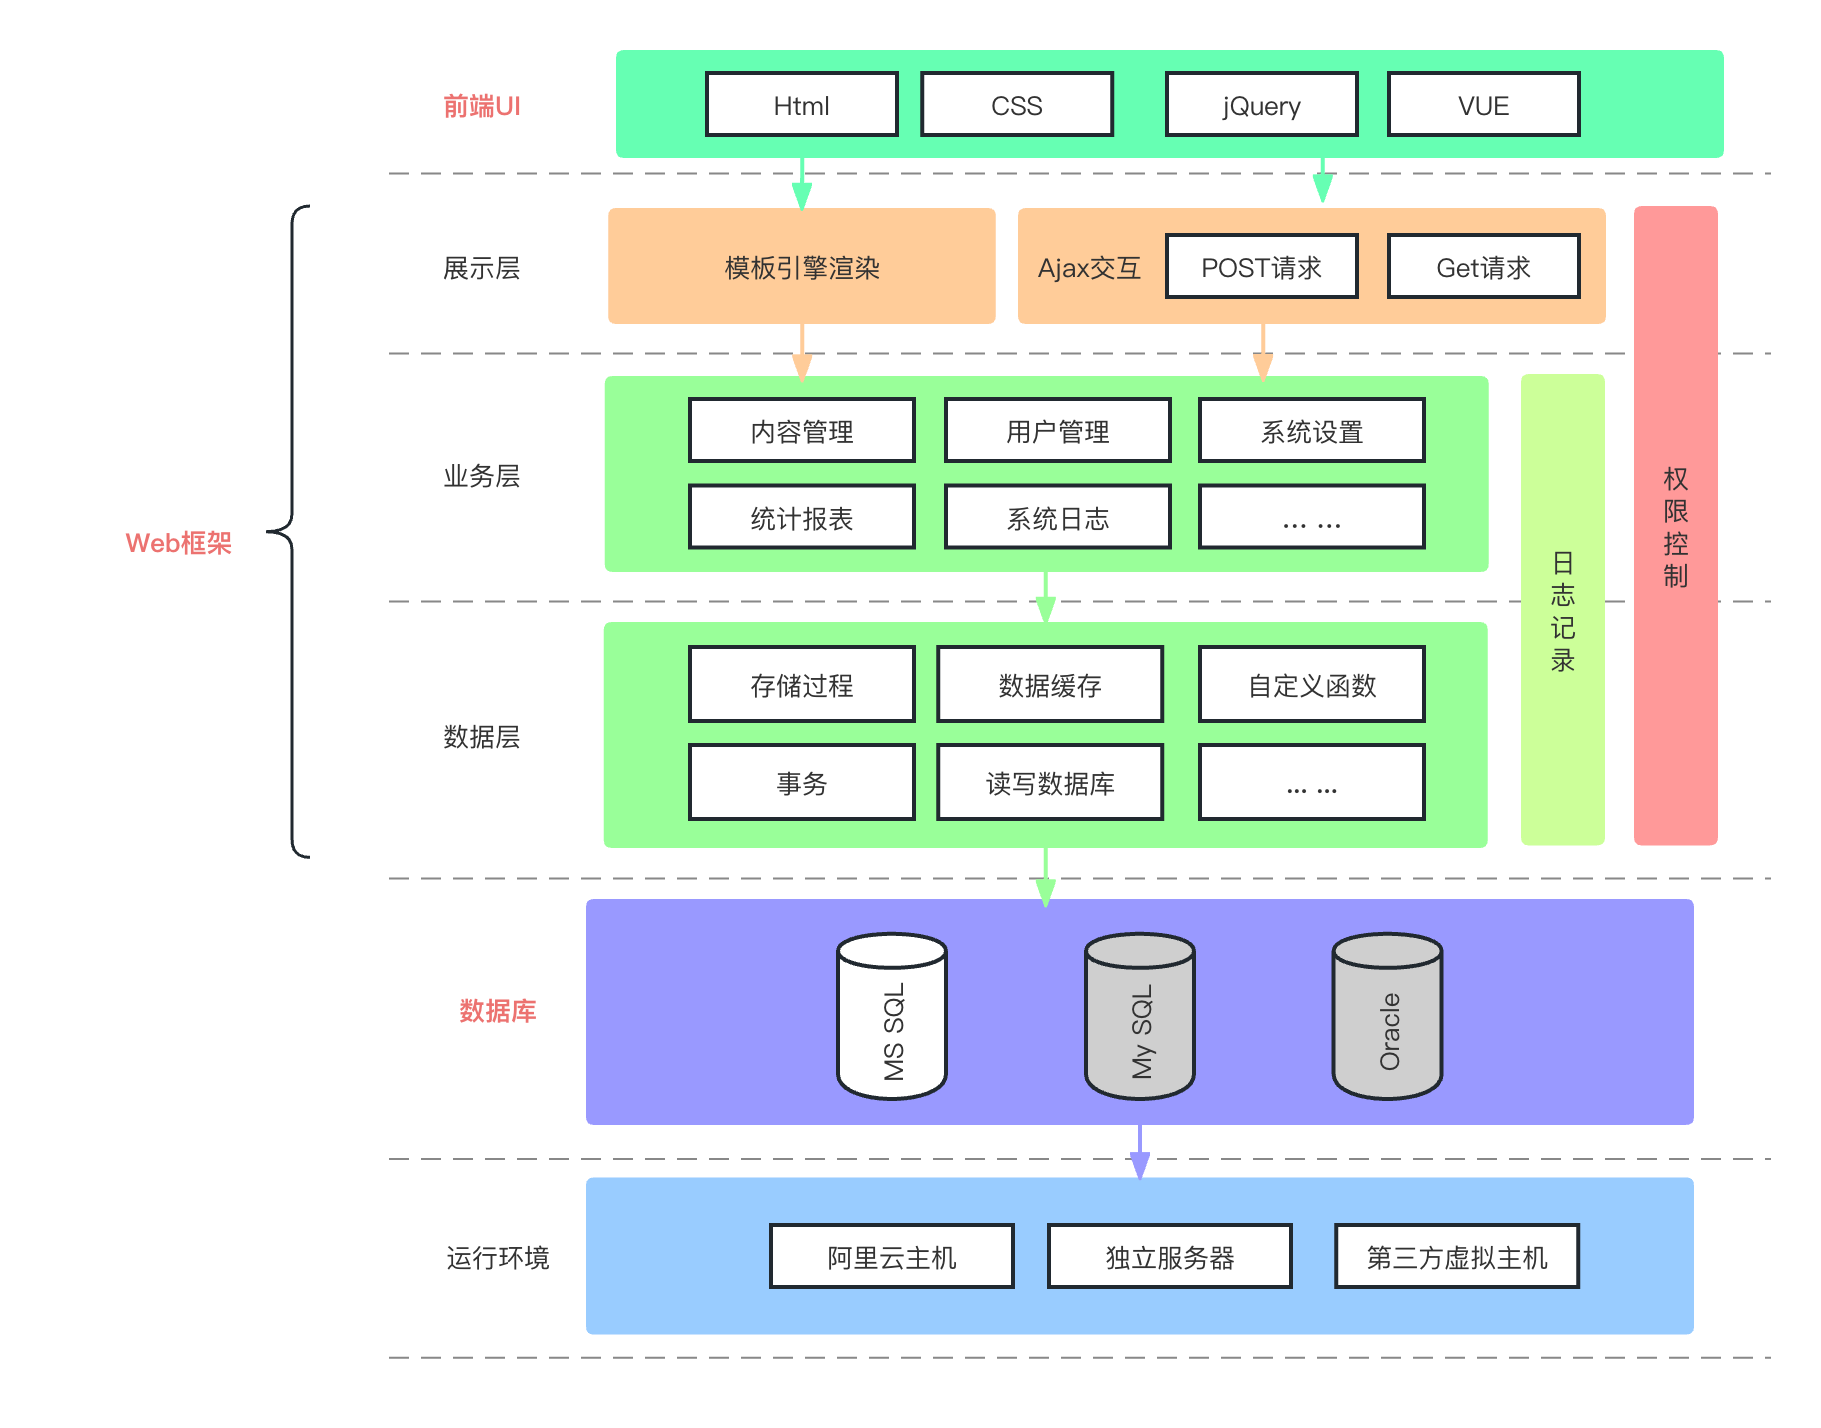 前端UI
Html
CSS
jQuery
VUE
Web框架
展示层
模板引擎渲染
Ajax交互
POST请求
Get请求
业务层
内容管理
用户管理
系统设置
统计报表
系统日志
... ...
数据层
存储过程
数据缓存
自定义函数
事务
读写数据库
... ...
日志记录
权限控制
数据库
MS SQL
My SQL
Oracle
运行环境
阿里云主机
独立服务器
第三方虚拟主机